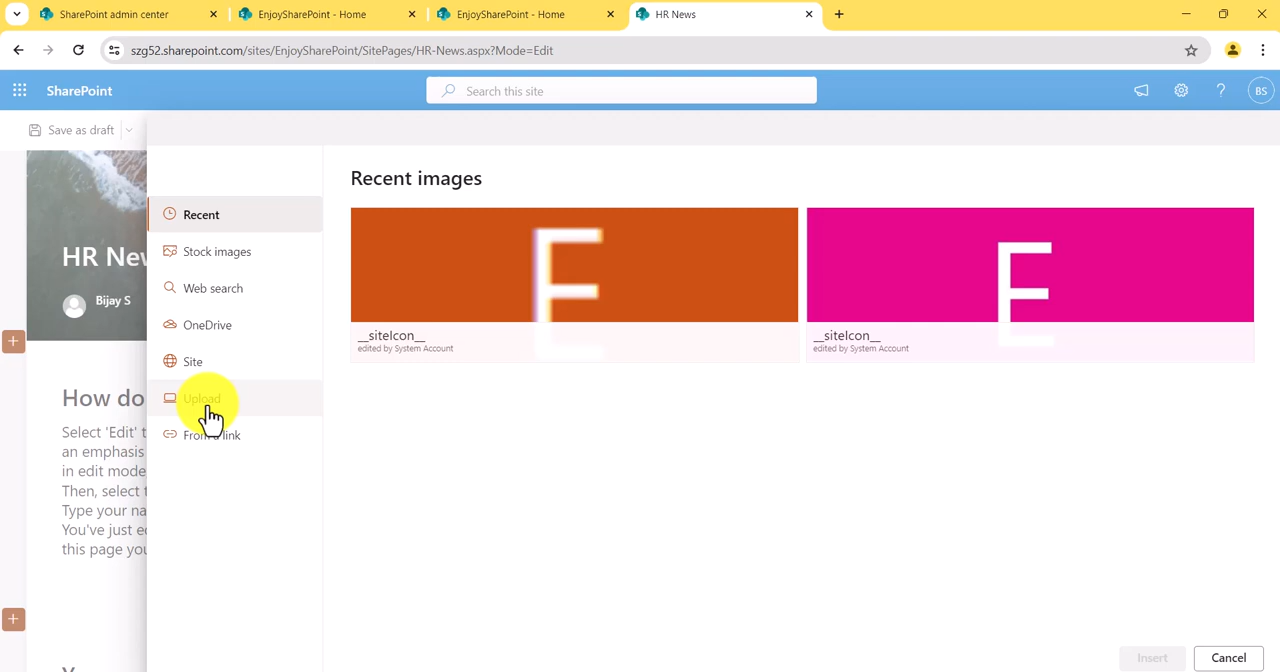 SharePoint admin center
EnjoySharePoint - Home
EnjoySharePoint - Home
HR News
szg52.sharepoint.com/sites/EnjoySharePoint/SitePages/HR-News.aspx?Mode=Edit
SharePoint
Search this site
BS
Save as draft
HR
Bijay S
How do
Select 'Edit'
an emphasis
in edit mode
Then, select
Type your
You've just
this page
Recent
Stock images
Web search
OneDrive
Site
Upload
From a link
Recent images
E
E
__siteIcon__
edited by System Account
__siteIcon__
edited by System Account
Insert
Cancel